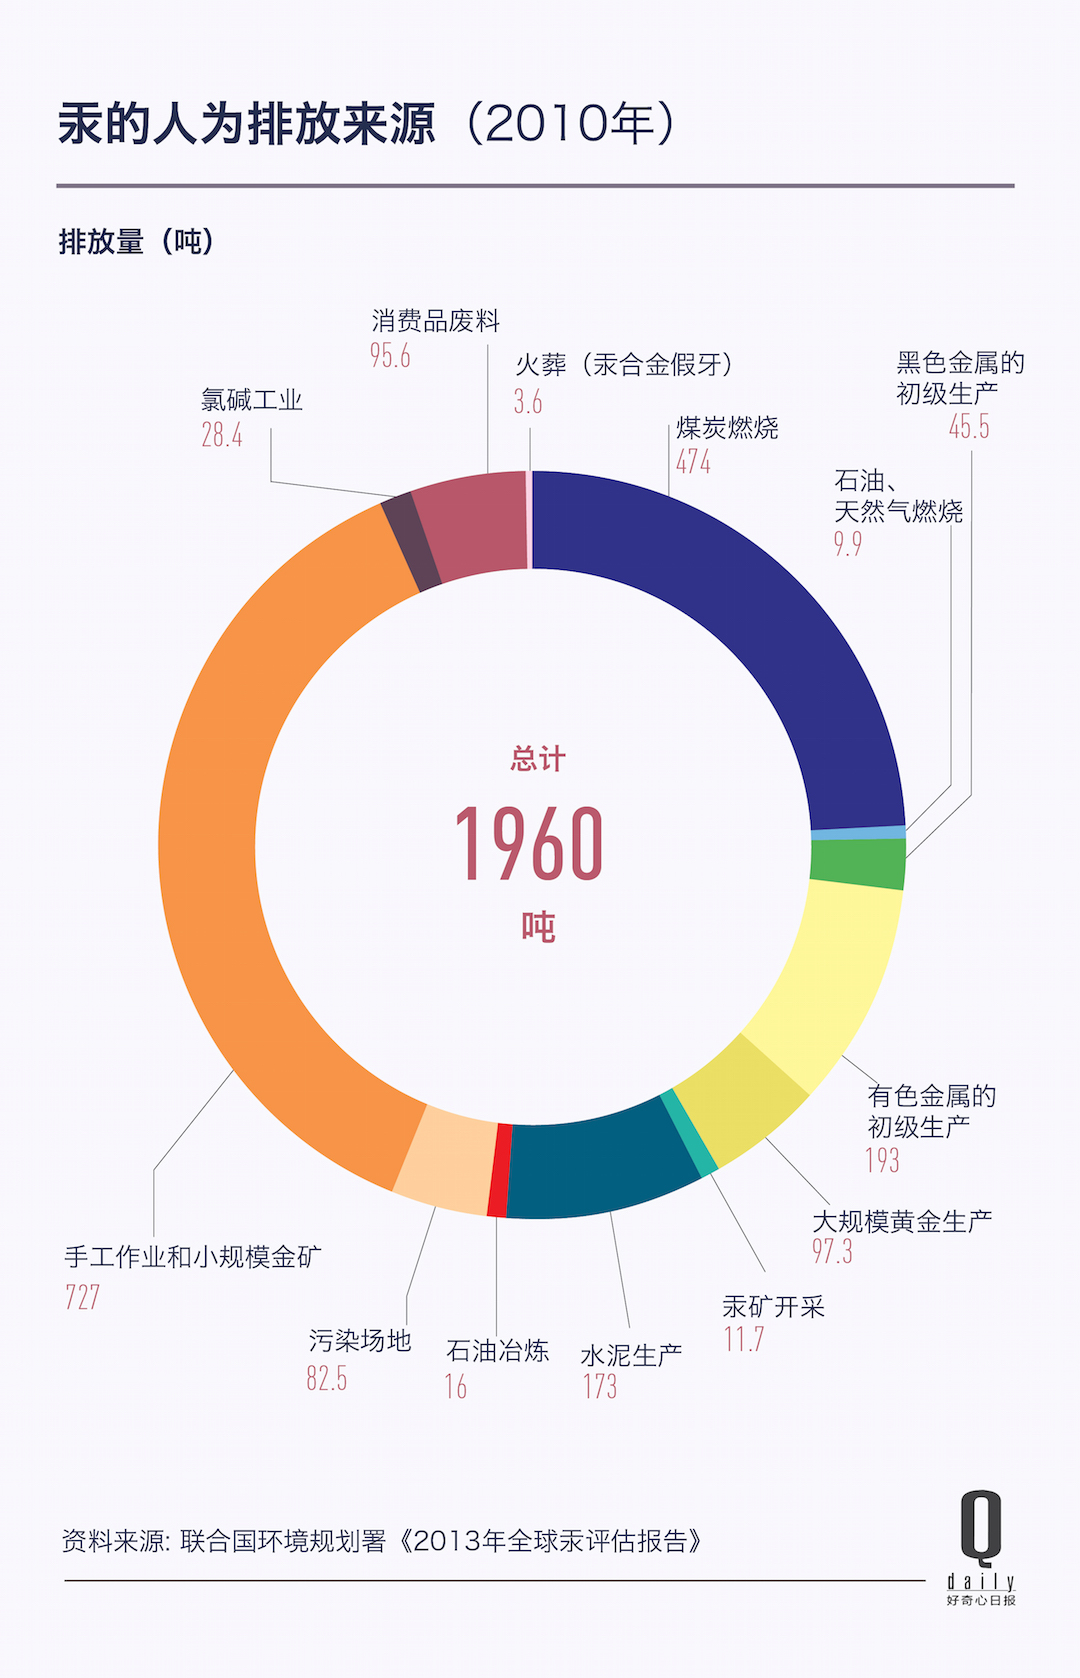 汞的人为排放来源（2010年）
排放量（吨）
消费品废料
95.6
火葬（汞合金假牙）
3.6
黑色金属的
初级生产
45.5
氯碱工业
28.4
煤炭燃烧
474
石油、
天然气燃烧
9.9
总计
1960
吨
有色金属的
初级生产
193
大规模黄金生产
97.3
手工作业和小规模金矿
727
汞矿开采
11.7
污染场地
82.5
石油冶炼
16
水泥生产
173
资料来源: 联合国环境规划署《2013年全球汞评估报告》
Q
daily
好奇心日报